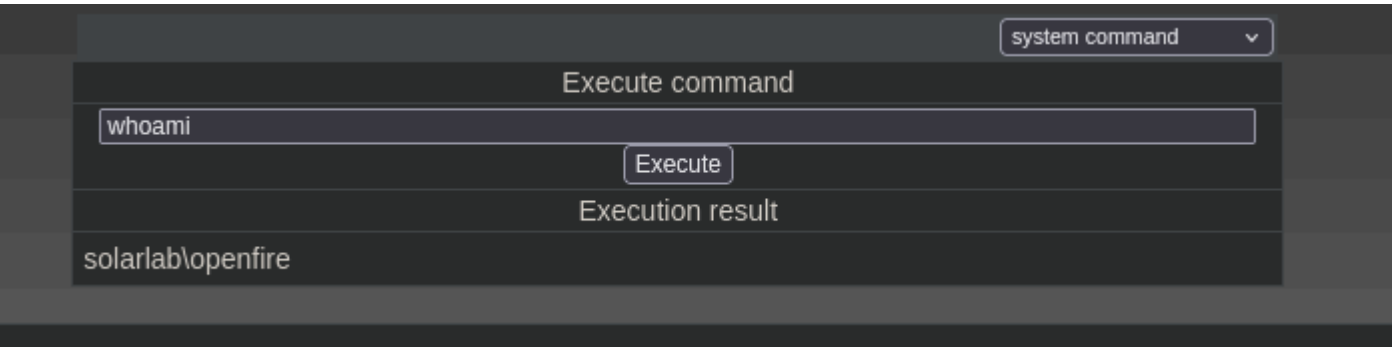 system command
Execute command
whoami
Execute
Execution result
solarlab\openfire